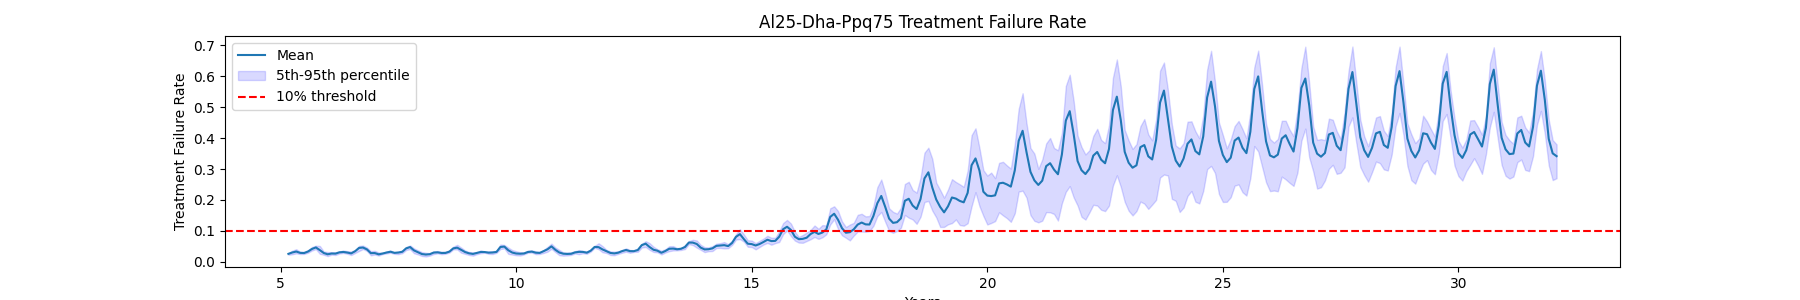 Al25-Dha-Ppq75 Treatment Failure Rate
Treatment Failure Rate
0.7
0.6
0.5
0.4
0.3
0.2
0.1
0.0
Mean
5th-95th percentile
10% threshold
5
10
15
20
25
30
Years